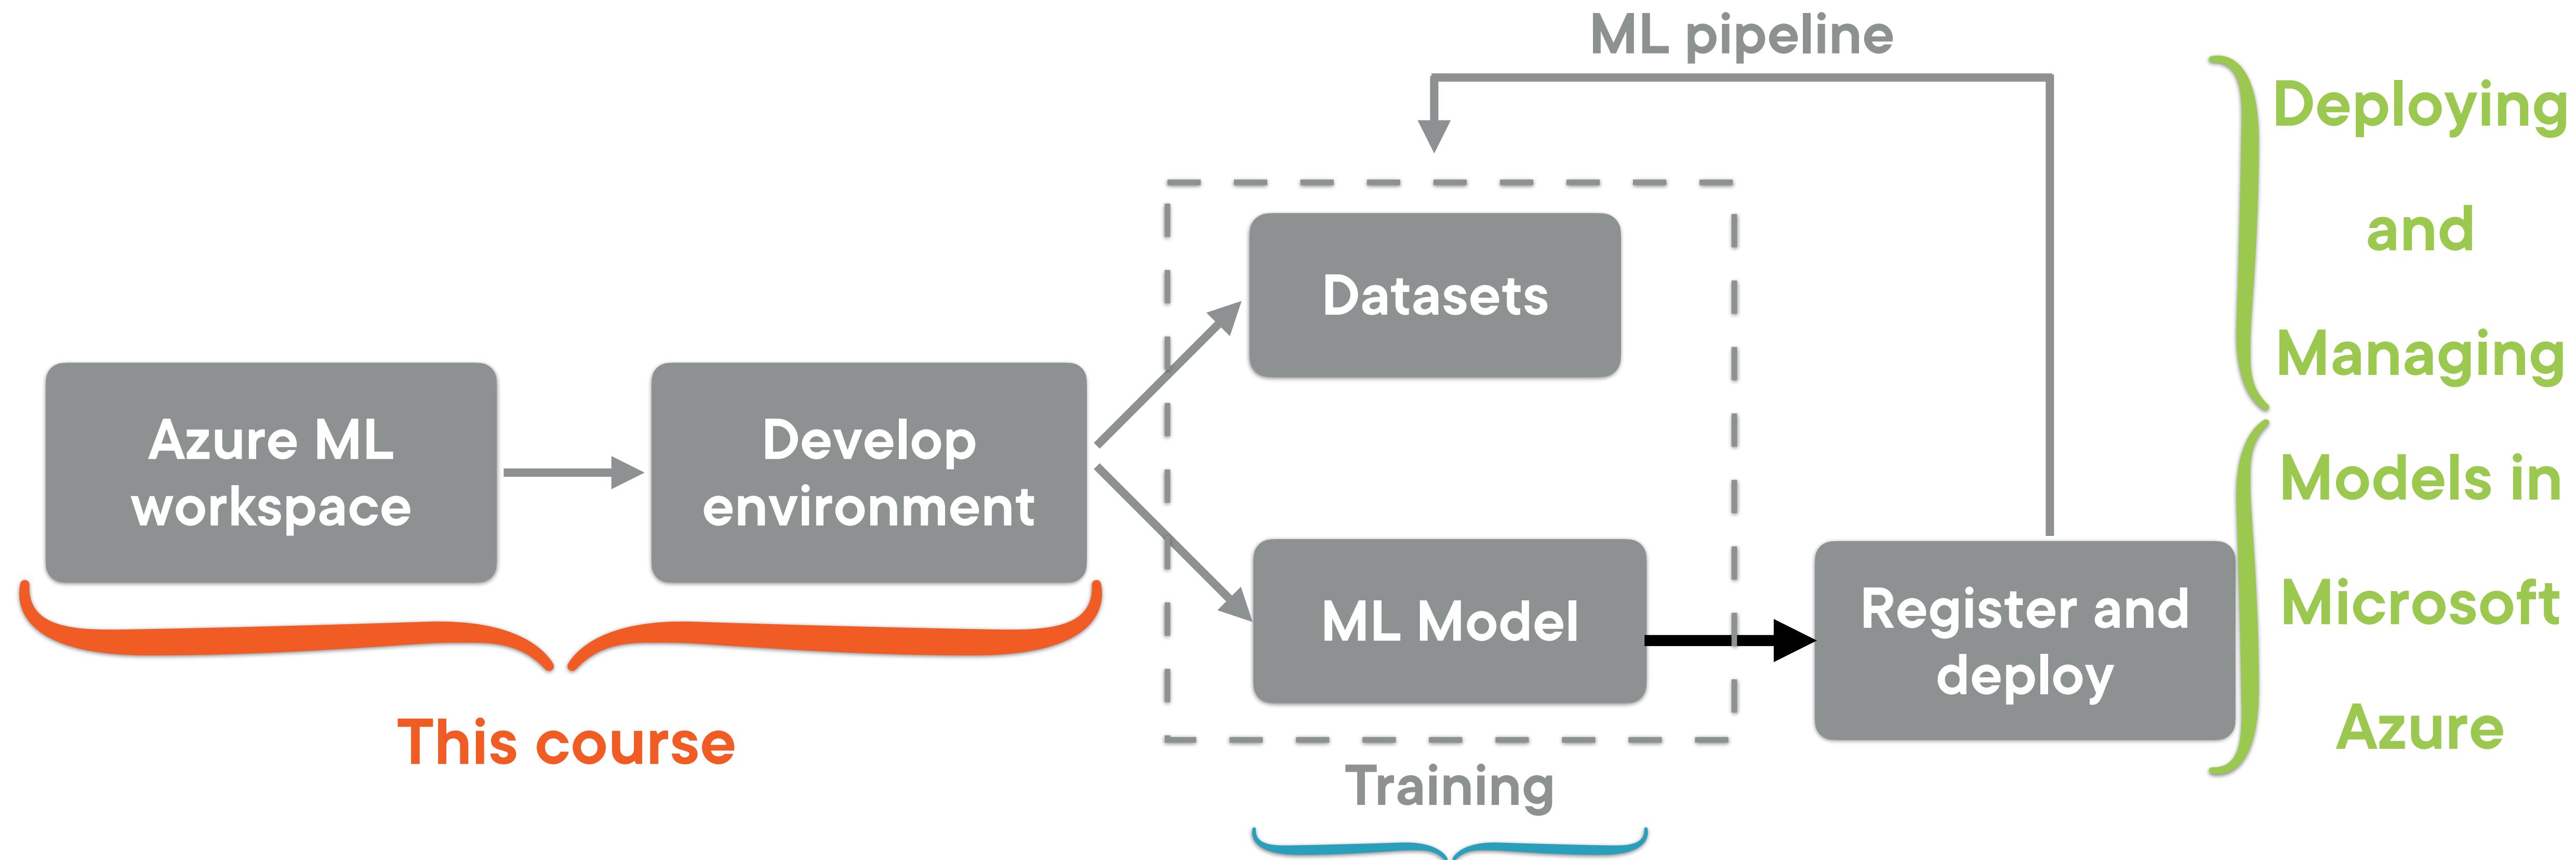 ML pipeline
Deploying
and
Managing
Models in
Microsoft
Azure
Datasets
Azure ML
workspace
Develop
environment
ML Model
Register and
deploy
This course
Training